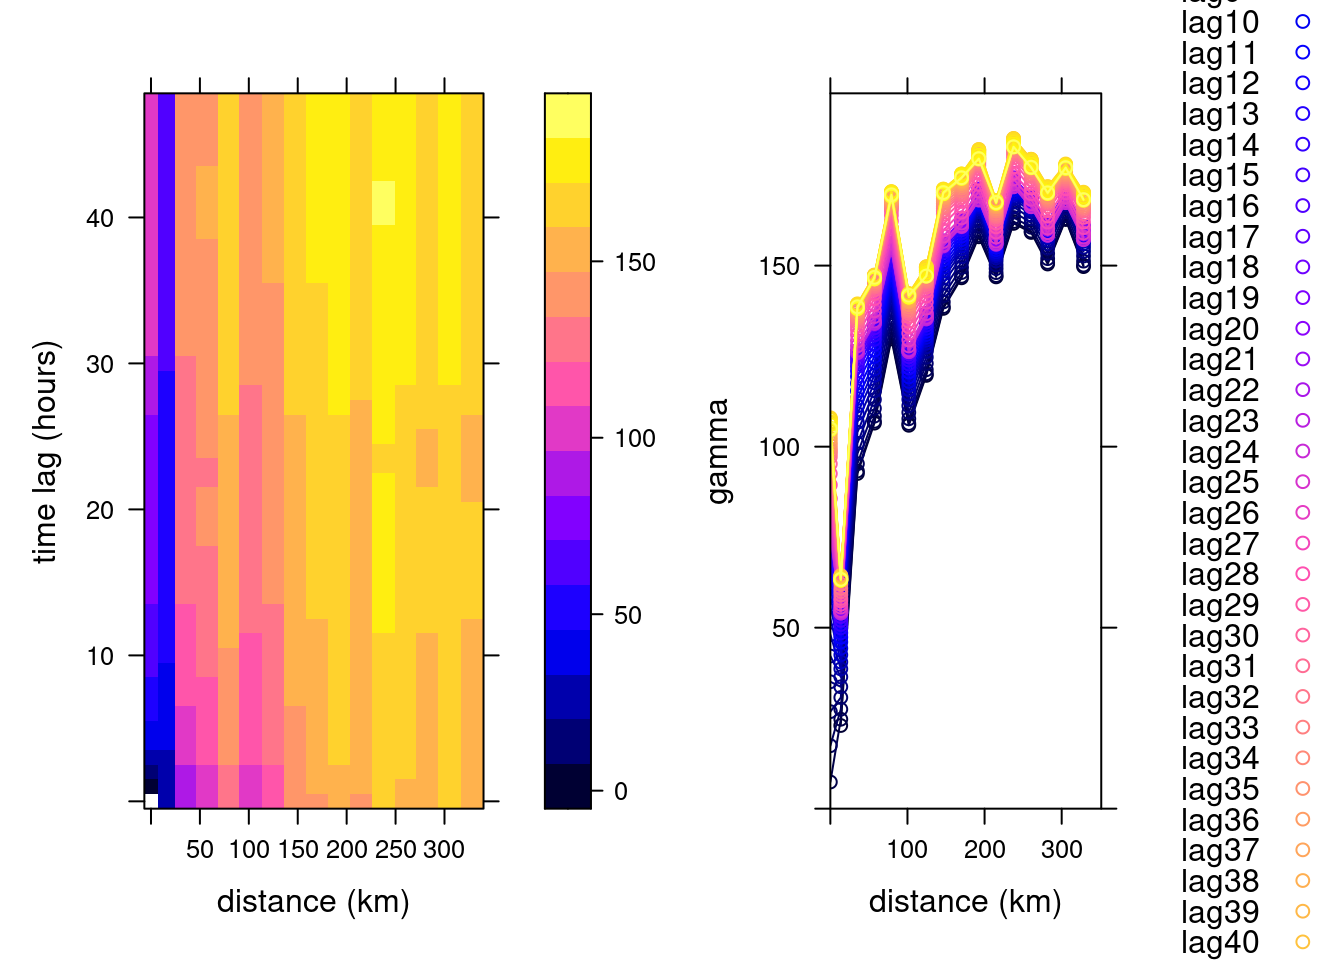 40
30
20
10
time lag (hours)
50 100 150 200 250 300
distance (km)
150
100
50
0
150
100
50
gamma
100 200 300
distance (km)
lag10
lag11
lag12
lag13
lag14
lag15
lag16
lag17
lag18
lag19
lag20
lag21
lag22
lag23
lag24
lag25
lag26
lag27
lag28
lag29
lag30
lag31
lag32
lag33
lag34
lag35
lag36
lag37
lag38
lag39
lag40